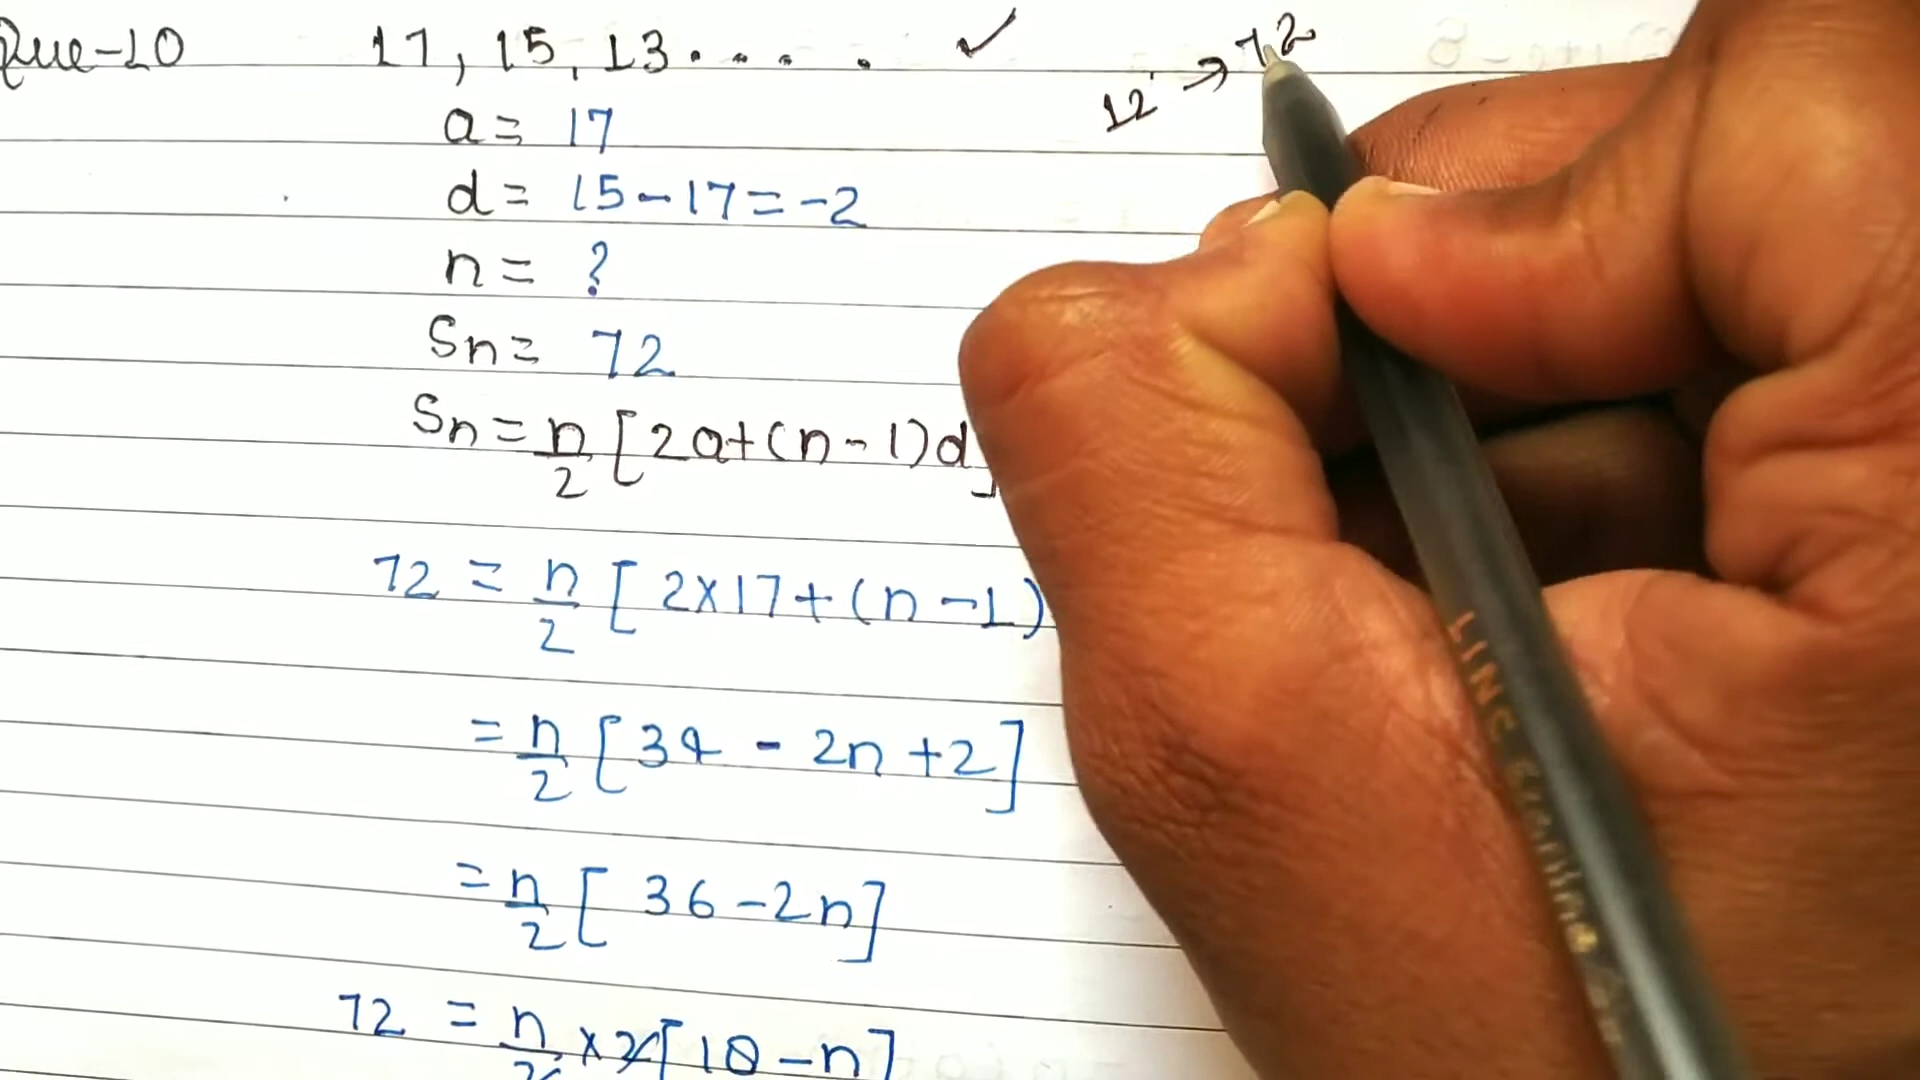 Que-10 17, 15, 13..... ✓ 12 → 72
a = 17
d = 15-17=-2
n = ?
Sn= 72
Sn = n/2 [2a+(n-1)d]
72 = n/2 [2×17+(n-1)
= n/2 [34 - 2n +2]
= n/2 [36-2n]
72 = n/2 ×2[18-n]
LINC